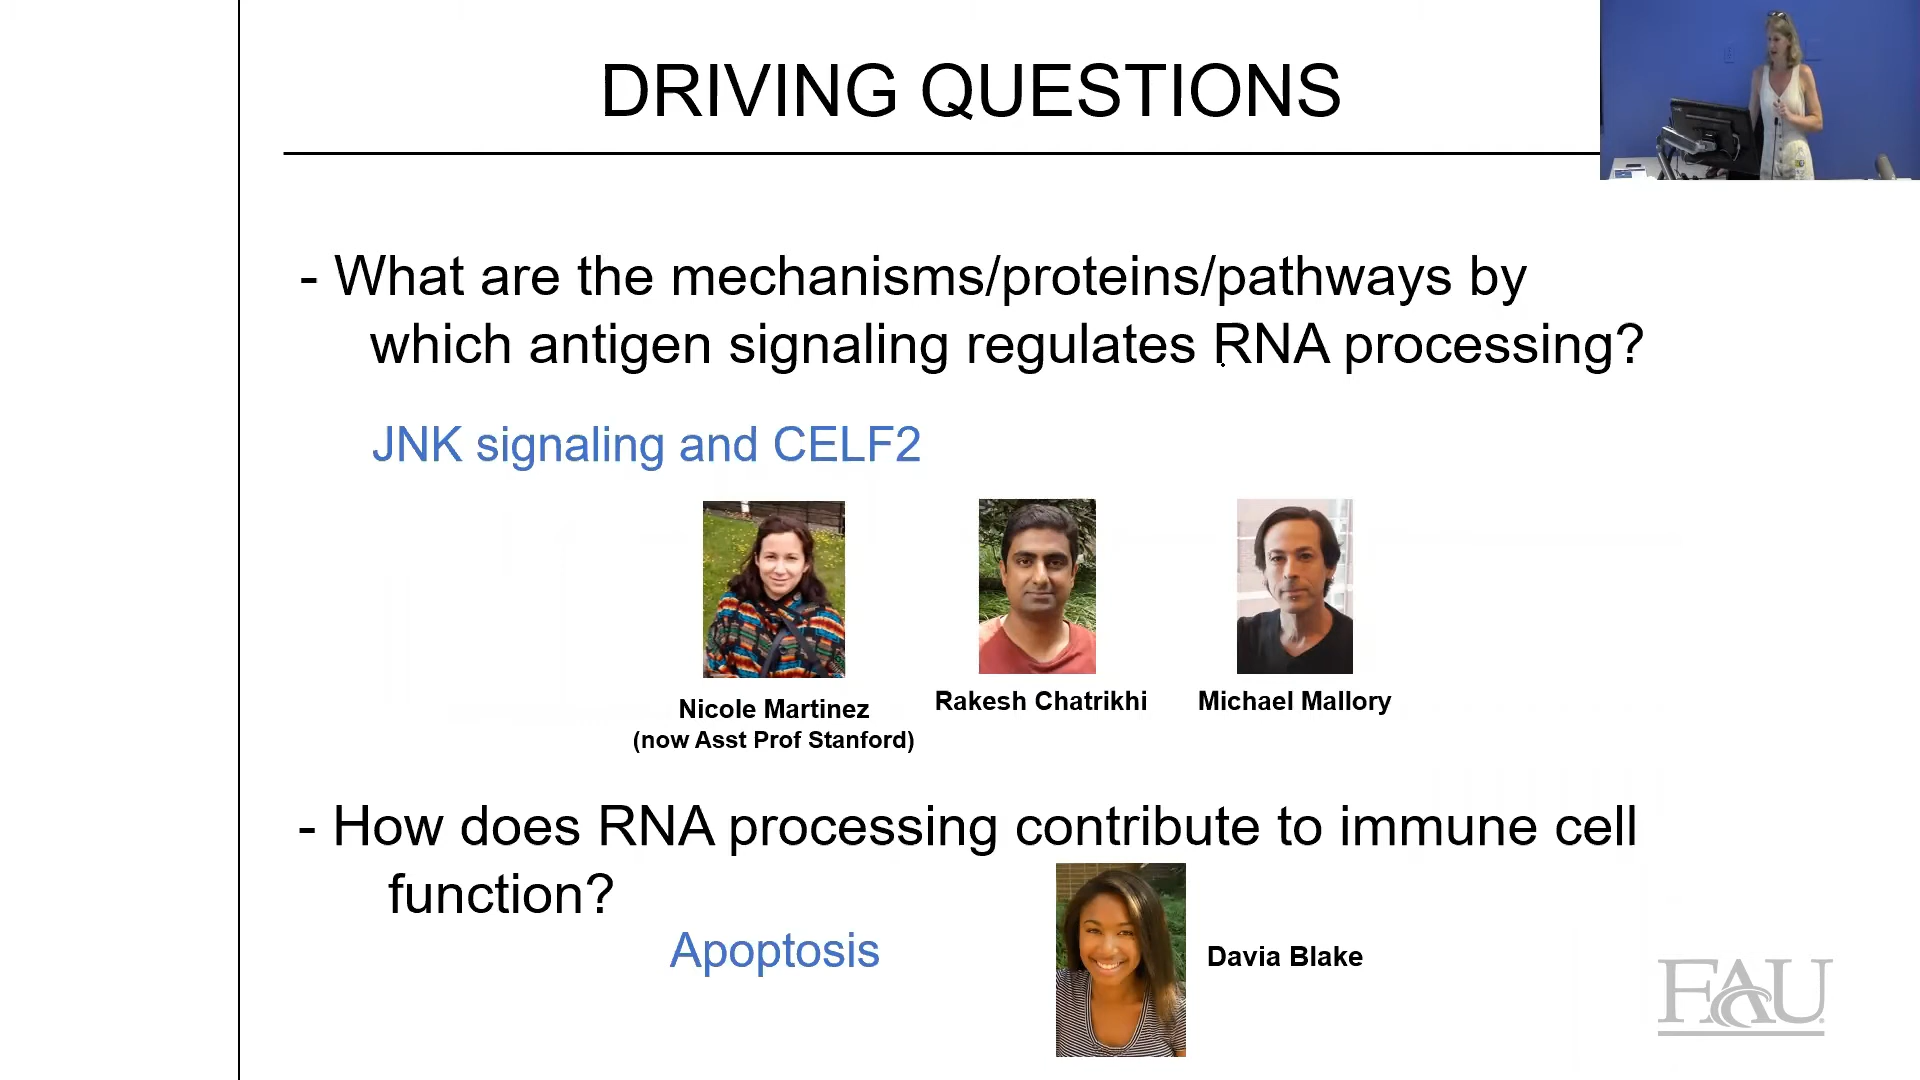 DRIVING QUESTIONS
- What are the mechanisms/proteins/pathways by
which antigen signaling regulates RNA processing?
JNK signaling and CELF2
Nicole Martinez
(now Asst Prof Stanford)
Rakesh Chatrikhi
Michael Mallory
- How does RNA processing contribute to immune cell
function?
Apoptosis
Davia Blake
FAU